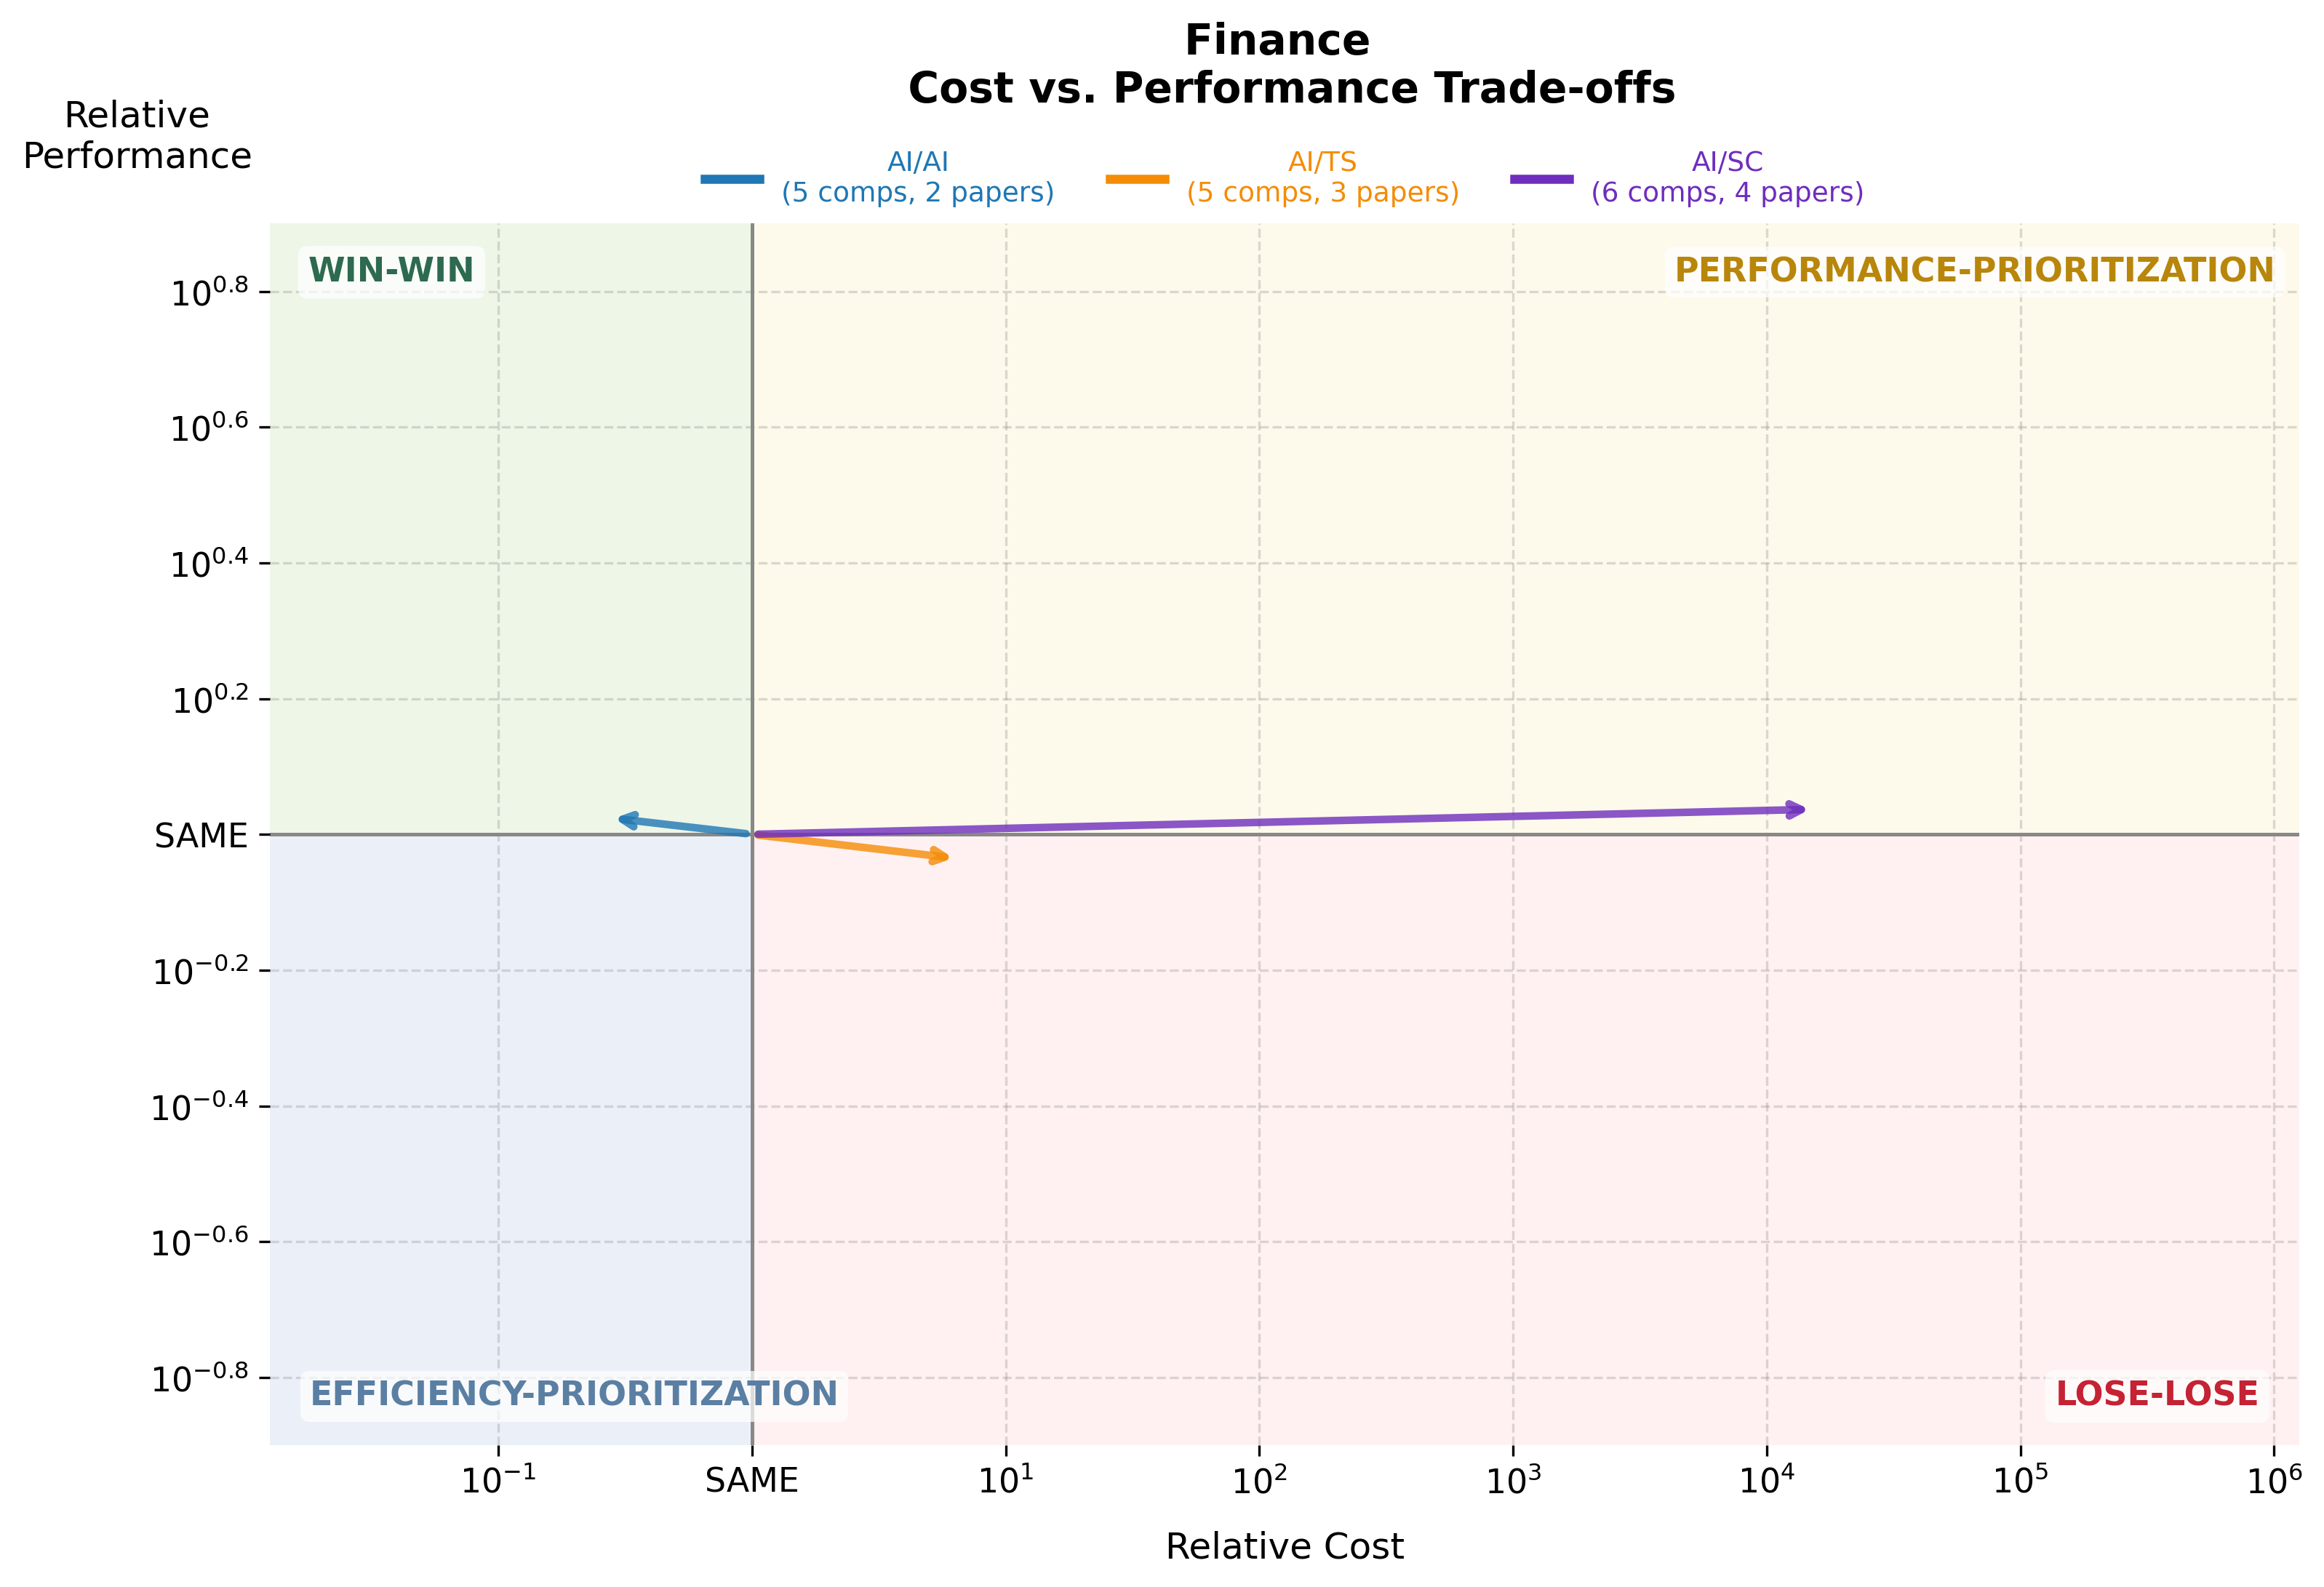 Finance
Cost vs. Performance Trade-offs
Relative
Performance
AI/AI
(5 comps, 2 papers)
AI/TS
(5 comps, 3 papers)
AI/SC
(6 comps, 4 papers)
WIN-WIN
PERFORMANCE-PRIORITIZATION
10^0.8
10^0.6
10^0.4
10^0.2
SAME
10^−0.2
10^−0.4
10^−0.6
10^−0.8
EFFICIENCY-PRIORITIZATION
LOSE-LOSE
10^−1 SAME 10^1 10^2 10^3 10^4 10^5 10^6
Relative Cost